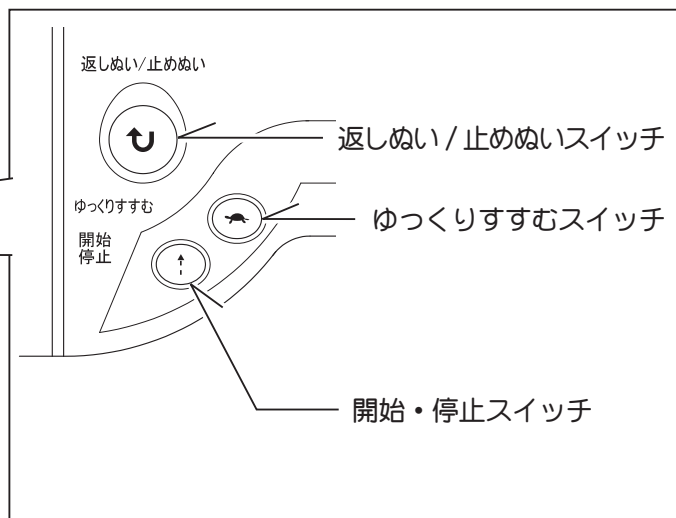 返しぬい/止めぬい
返しぬい/止めぬいスイッチ
ゆっくりすすむ
ゆっくりすすむスイッチ
開始
停止
開始・停止スイッチ